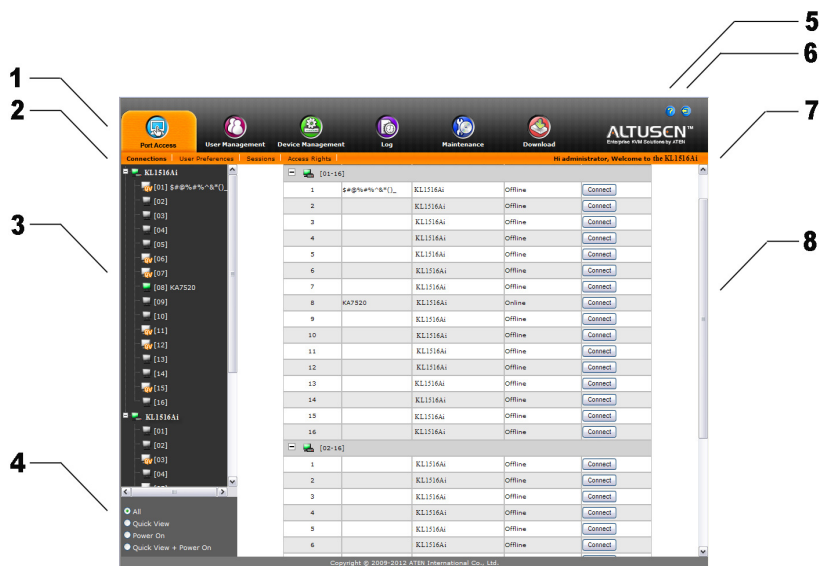 5
6
1
2
7
3
8
4
Port Access User Management Device Management Log Maintenance Download
ALTUSEN™
Enterprise KVM Solutions by ATEN
Connections User Preferences Sessions Access Rights Hi administrator, Welcome to the KL1516Ai
KL1516Ai
[01] $#@%#%^&*()_
[02]
[03]
[04]
[05]
[06]
[07]
[08] KA7520
[09]
[10]
[11]
[12]
[13]
[14]
[15]
[16]
KL1516Ai
[01]
[02]
[03]
[04]
All
Quick View
Power On
Quick View + Power On
[01-16]
1 $#@%#%^&*()_ KL1516Ai Offline Connect
2 KL1516Ai Offline Connect
3 KL1516Ai Offline Connect
4 KL1516Ai Offline Connect
5 KL1516Ai Offline Connect
6 KL1516Ai Offline Connect
7 KL1516Ai Offline Connect
8 KA7520 KL1516Ai Online Connect
9 KL1516Ai Offline Connect
10 KL1516Ai Offline Connect
11 KL1516Ai Offline Connect
12 KL1516Ai Offline Connect
13 KL1516Ai Offline Connect
14 KL1516Ai Offline Connect
15 KL1516Ai Offline Connect
16 KL1516Ai Offline Connect
[02-16]
1 KL1516Ai Offline Connect
2 KL1516Ai Offline Connect
3 KL1516Ai Offline Connect
4 KL1516Ai Offline Connect
5 KL1516Ai Offline Connect
6 KL1516Ai Offline Connect
Copyright © 2009-2012 ATEN International Co., Ltd.